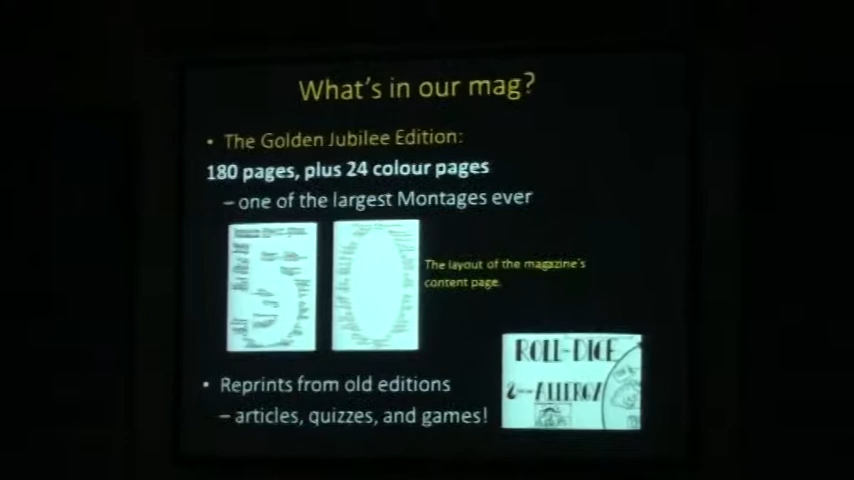 What's in our mag?
• The Golden Jubilee Edition:
180 pages, plus 24 colour pages
– one of the largest Montages ever
The layout of the magazine's
content page.
• Reprints from old editions
– articles, quizzes, and games!
ROLL-DICE
ALLERGY